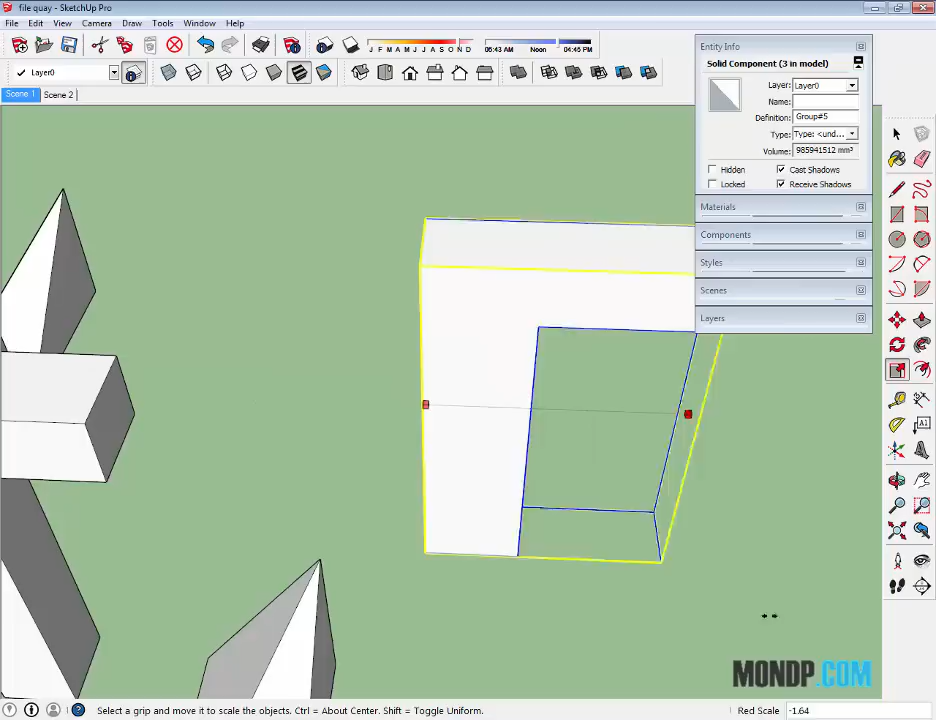 file quay - SketchUp Pro
File Edit View Camera Draw Tools Window Help
J F M A M J J A S O N D 06:43 AM Noon 04:45 PM
Layer0
Scene 1 Scene 2
Entity Info
Solid Component (3 in model)
Layer: Layer0
Name:
Definition: Group#5
Type: Type: <und...
Volume: 985941512 mm³
Hidden Cast Shadows
Locked Receive Shadows
Materials
Components
Styles
Scenes
Layers
A1
MONDP.COM
Select a grip and move it to scale the objects. Ctrl = About Center. Shift = Toggle Uniform. Red Scale -1.64